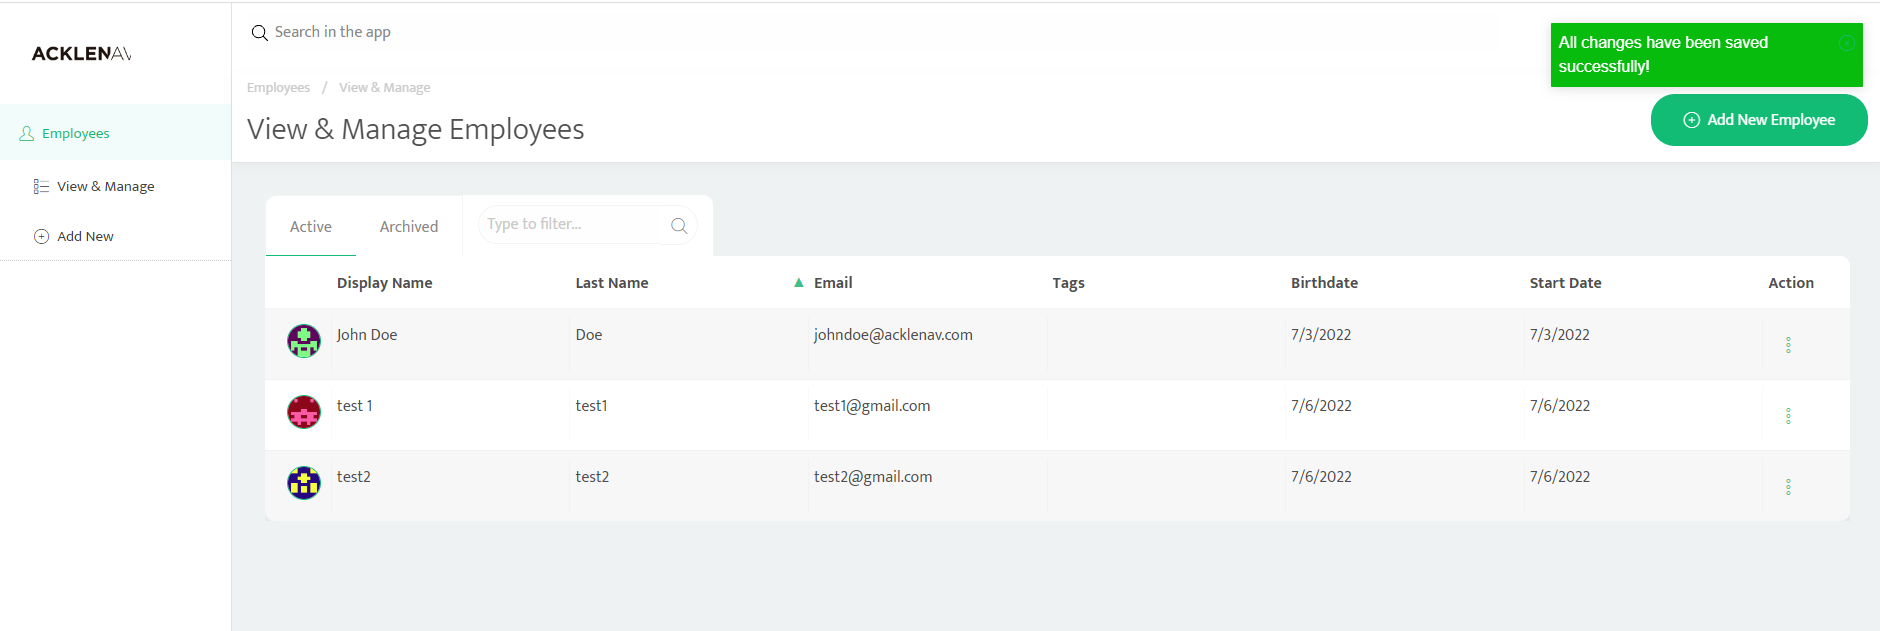 Search in the app
All changes have been saved
successfully!
ACKLENAV
Employees / View & Manage
View & Manage Employees
Add New Employee
Employees
View & Manage
Add New
Active Archived Type to filter...
Display Name Last Name Email Tags Birthdate Start Date Action
John Doe Doe johndoe@acklenav.com 7/3/2022 7/3/2022
test 1 test1 test1@gmail.com 7/6/2022 7/6/2022
test2 test2 test2@gmail.com 7/6/2022 7/6/2022